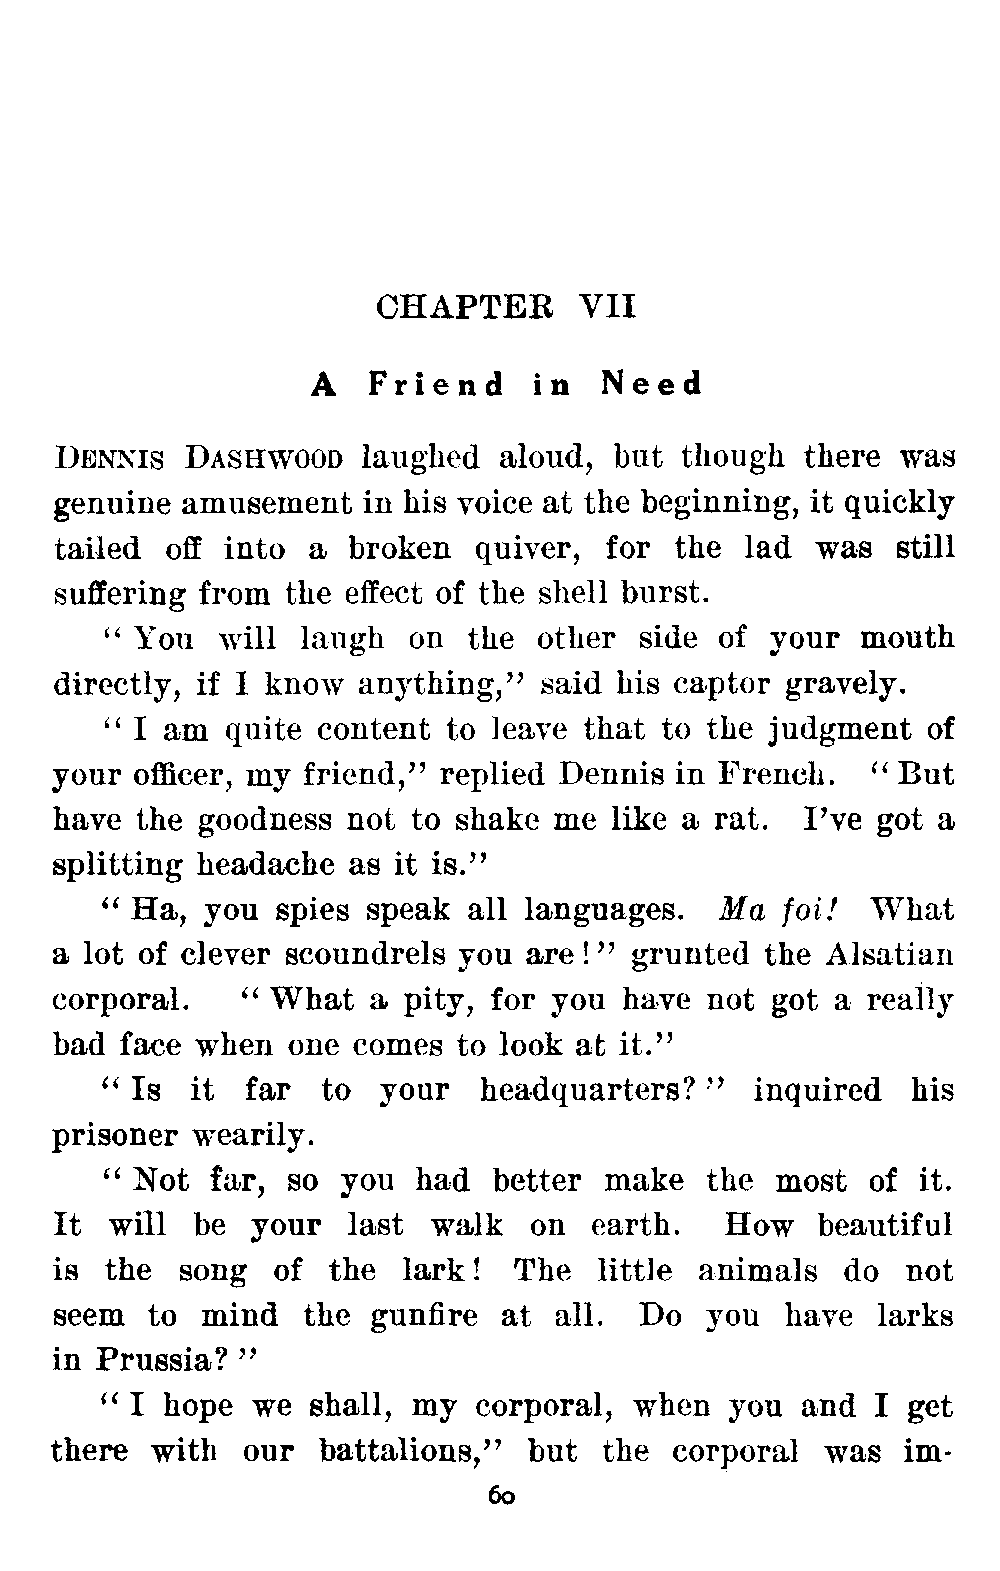 CHAPTER VII
A Friend in Need
DENNIS DASHWOOD laughed aloud, but though there was
genuine amusement in his voice at the beginning, it quickly
tailed off into a broken quiver, for the lad was still
suffering from the effect of the shell burst.
“ You will laugh on the other side of your mouth
directly, if I know anything,” said his captor gravely.
“ I am quite content to leave that to the judgment of
your officer, my friend,” replied Dennis in French. “ But
have the goodness not to shake me like a rat. I’ve got a
splitting headache as it is.”
“ Ha, you spies speak all languages. Ma foi! What
a lot of clever scoundrels you are!” grunted the Alsatian
corporal. “ What a pity, for you have not got a really
bad face when one comes to look at it.”
“ Is it far to your headquarters? ” inquired his
prisoner wearily.
“ Not far, so you had better make the most of it.
It will be your last walk on earth. How beautiful
is the song of the lark! The little animals do not
seem to mind the gunfire at all. Do you have larks
in Prussia? ”
“ I hope we shall, my corporal, when you and I get
there with our battalions,” but the corporal was im-
60